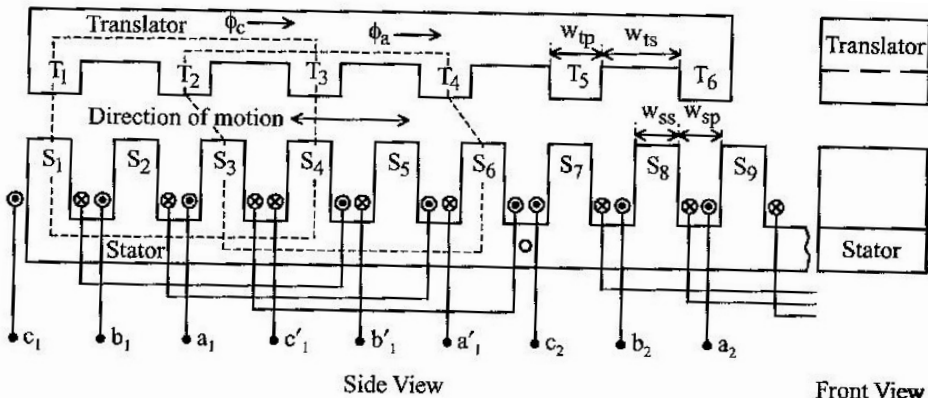 Translator ϕc ϕa wtp wts
T1 T2 T3 T4 T5 T6
Translator
Direction of motion
wss wsp
S1 S2 S3 S4 S5 S6 S7 S8 S9
Stator
Stator
c1 b1 a1 c'1 b'1 a'1 c2 b2 a2
Side View
Front View